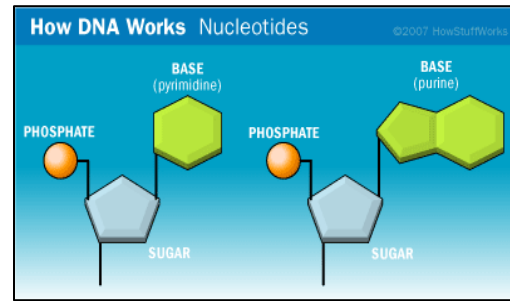 How DNA Works Nucleotides
©2007 HowStuffWorks
BASE
(pyrimidine)
PHOSPHATE
SUGAR
BASE
(purine)
PHOSPHATE
SUGAR